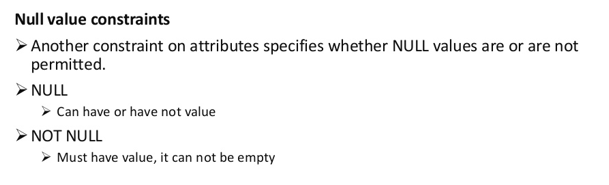 Null value constraints
➢ Another constraint on attributes specifies whether NULL values are or are not
permitted.
➢ NULL
➢ Can have or have not value
➢ NOT NULL
➢ Must have value, it can not be empty